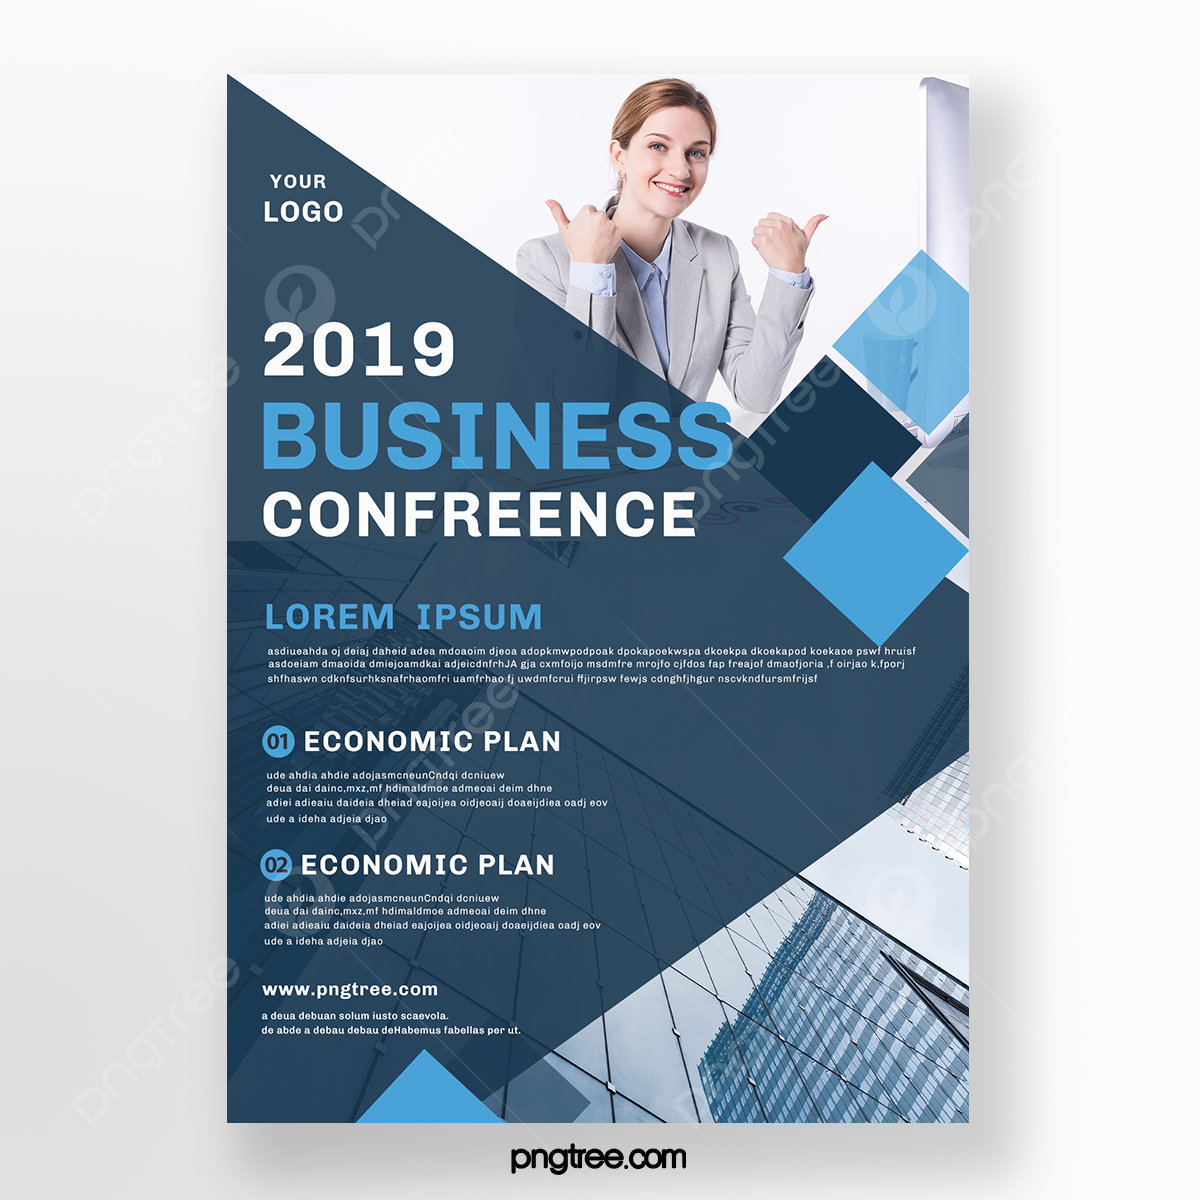 YOUR
LOGO
2019
BUSINESS
CONFREENCE
LOREM IPSUM
asdiueahda oj deiaj daheid adea mdoaoim djeoa adopkmwpodpoak dpokapoekwspa dkoekpa dkoekapod koekaoe pswf hruisf
asdoeiam dmaoida dmiejoamdkai adjeicdnfrhJA gja cxmfoijo msdmfre mrojfo cjfdos fap freajof dmaofjoria ,f oirjao k,fporj
shfhaswn cdknfsurhksnafrhaomfri uamfrhao fj uwdmfcrui ffjirpsw fewjs cdnghfjhgur nscvkndfursmfrijsf
01 ECONOMIC PLAN
ude ahdia ahdie adojasmcneunCndqi dcniuew
deua dai dainc,mxz,mf hdimaldmoe admeoai deim dhne
adiei adieaiu daideia dheiad eajoijea oidjeoaij doaeijdiea oadj eov
ude a ideha adjeia djao
02 ECONOMIC PLAN
ude ahdia ahdie adojasmcneunCndqi dcniuew
deua dai dainc,mxz,mf hdimaldmoe admeoai deim dhne
adiei adieaiu daideia dheiad eajoijea oidjeoaij doaeijdiea oadj eov
ude a ideha adjeia djao
www.pngtree.com
a deua debuan solum iusto scaevola.
de abde a debau debau deHabemus fabellas per ut.
pngtree.com